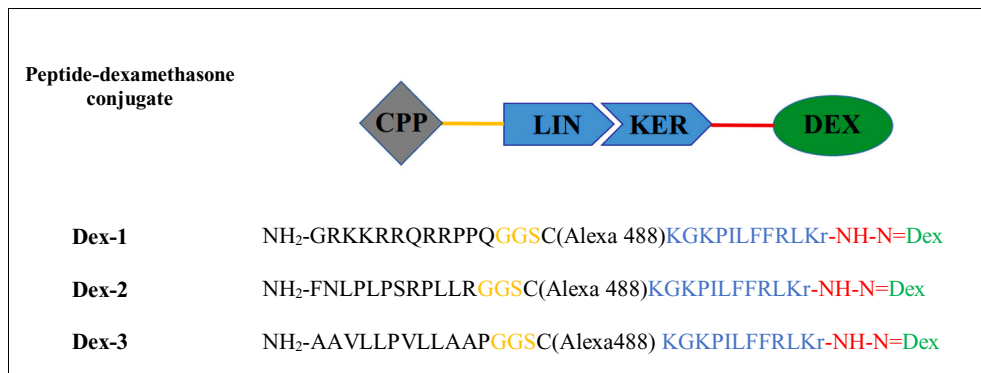 Peptide-dexamethasone
conjugate
CPP LIN KER DEX
Dex-1 NH₂-GRKKRRQRRPPQGGSC(Alexa 488)KGKPILFFRLKr-NH-N=Dex
Dex-2 NH₂-FNLPLPSRPLLRGGSC(Alexa 488)KGKPILFFRLKr-NH-N=Dex
Dex-3 NH₂-AAVLLPVLLAAPGGSC(Alexa488) KGKPILFFRLKr-NH-N=Dex